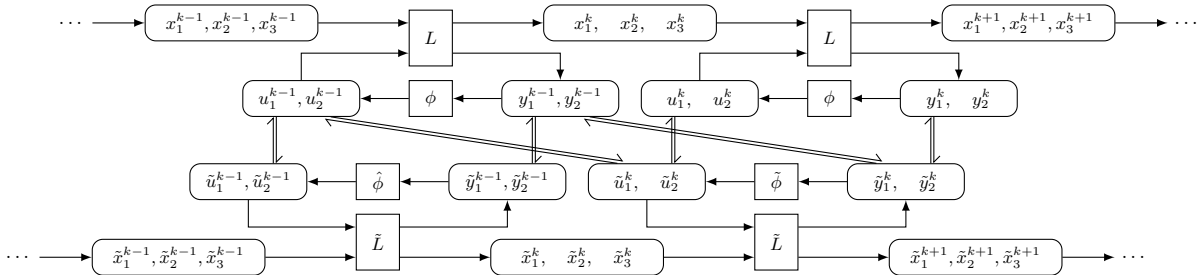 ⋯ x_1^{k-1}, x_2^{k-1}, x_3^{k-1} L x_1^k, x_2^k, x_3^k L x_1^{k+1}, x_2^{k+1}, x_3^{k+1} ⋯
u_1^{k-1}, u_2^{k-1} ϕ y_1^{k-1}, y_2^{k-1} u_1^k, u_2^k ϕ y_1^k, y_2^k
ũ_1^{k-1}, ũ_2^{k-1} \hat{ϕ} ỹ_1^{k-1}, ỹ_2^{k-1} ũ_1^k, ũ_2^k \tilde{ϕ} ỹ_1^k, ỹ_2^k
⋯ x̃_1^{k-1}, x̃_2^{k-1}, x̃_3^{k-1} L̃ x̃_1^k, x̃_2^k, x̃_3^k L̃ x̃_1^{k+1}, x̃_2^{k+1}, x̃_3^{k+1} ⋯